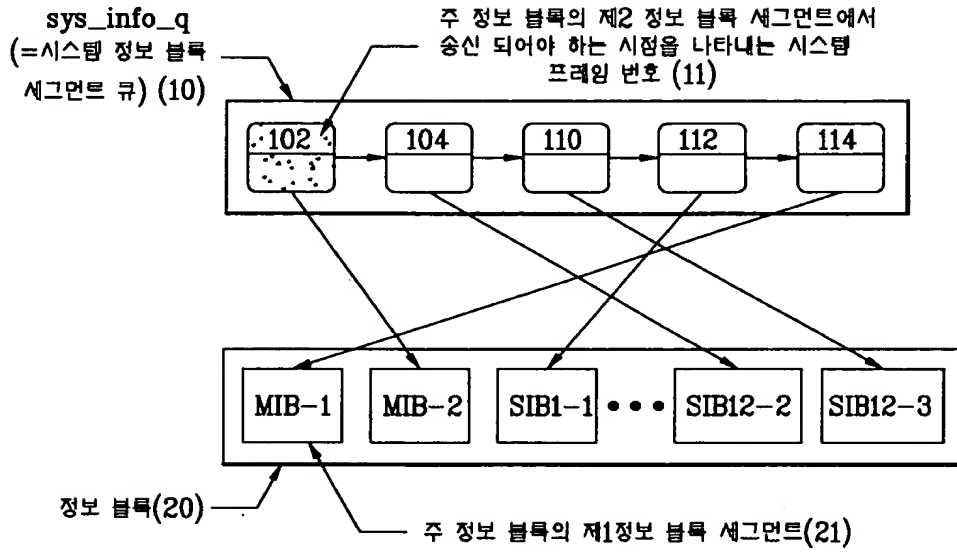 sys_info_q
(=시스템 정보 블록
세그먼트 큐) (10)
주 정보 블록의 제2 정보 블록 세그먼트에서
송신 되어야 하는 시점을 나타내는 시스템
프레임 번호 (11)
102
104
110
112
114
MIB-1
MIB-2
SIB1-1
SIB12-2
SIB12-3
정보 블록(20)
주 정보 블록의 제1정보 블록 세그먼트(21)